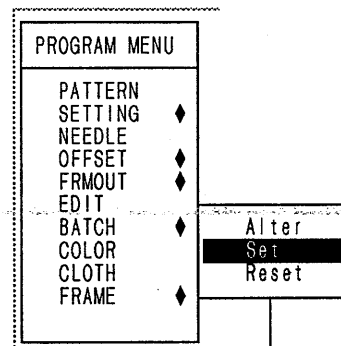 PROGRAM MENU
PATTERN
SETTING ♦
NEEDLE
OFFSET ♦
FRMOUT ♦
EDIT
BATCH ♦
COLOR
CLOTH
FRAME ♦
Alter
Set
Reset